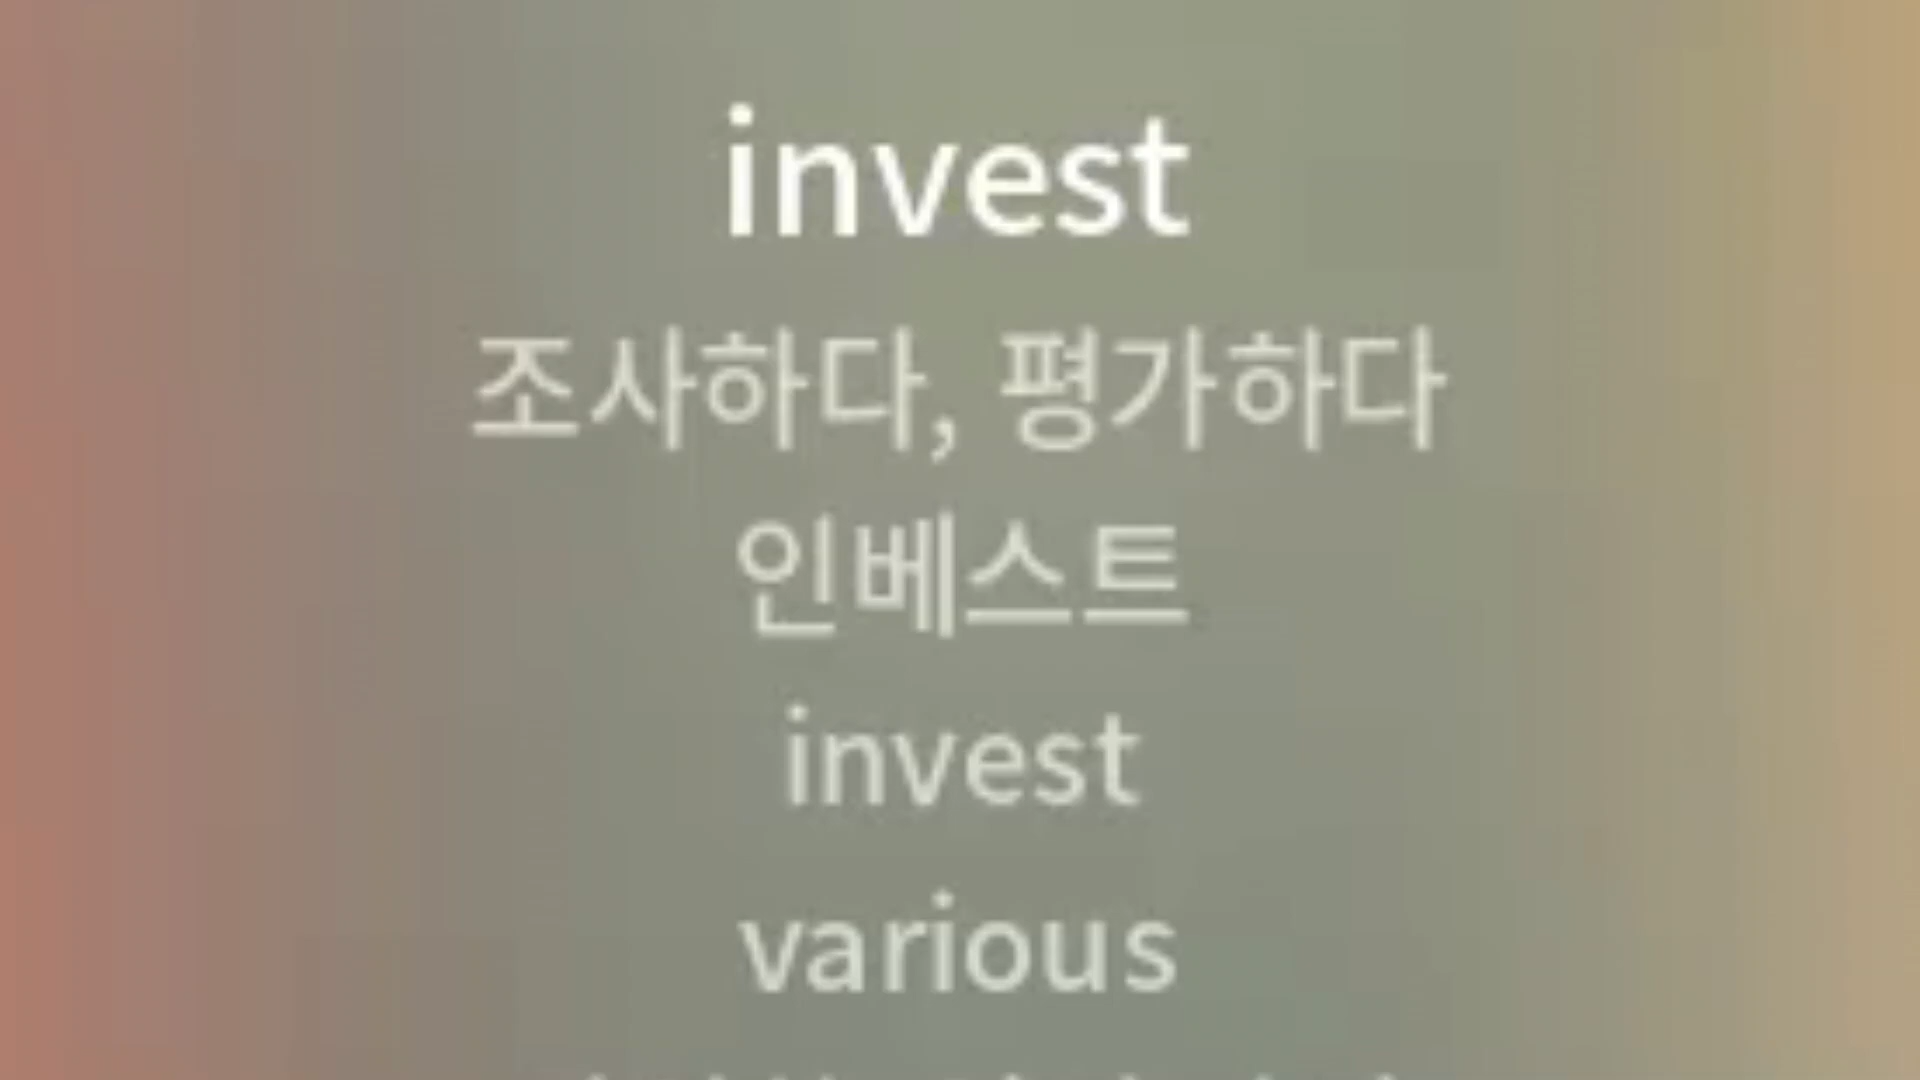 invest
조사하다, 평가하다
인베스트
invest
various